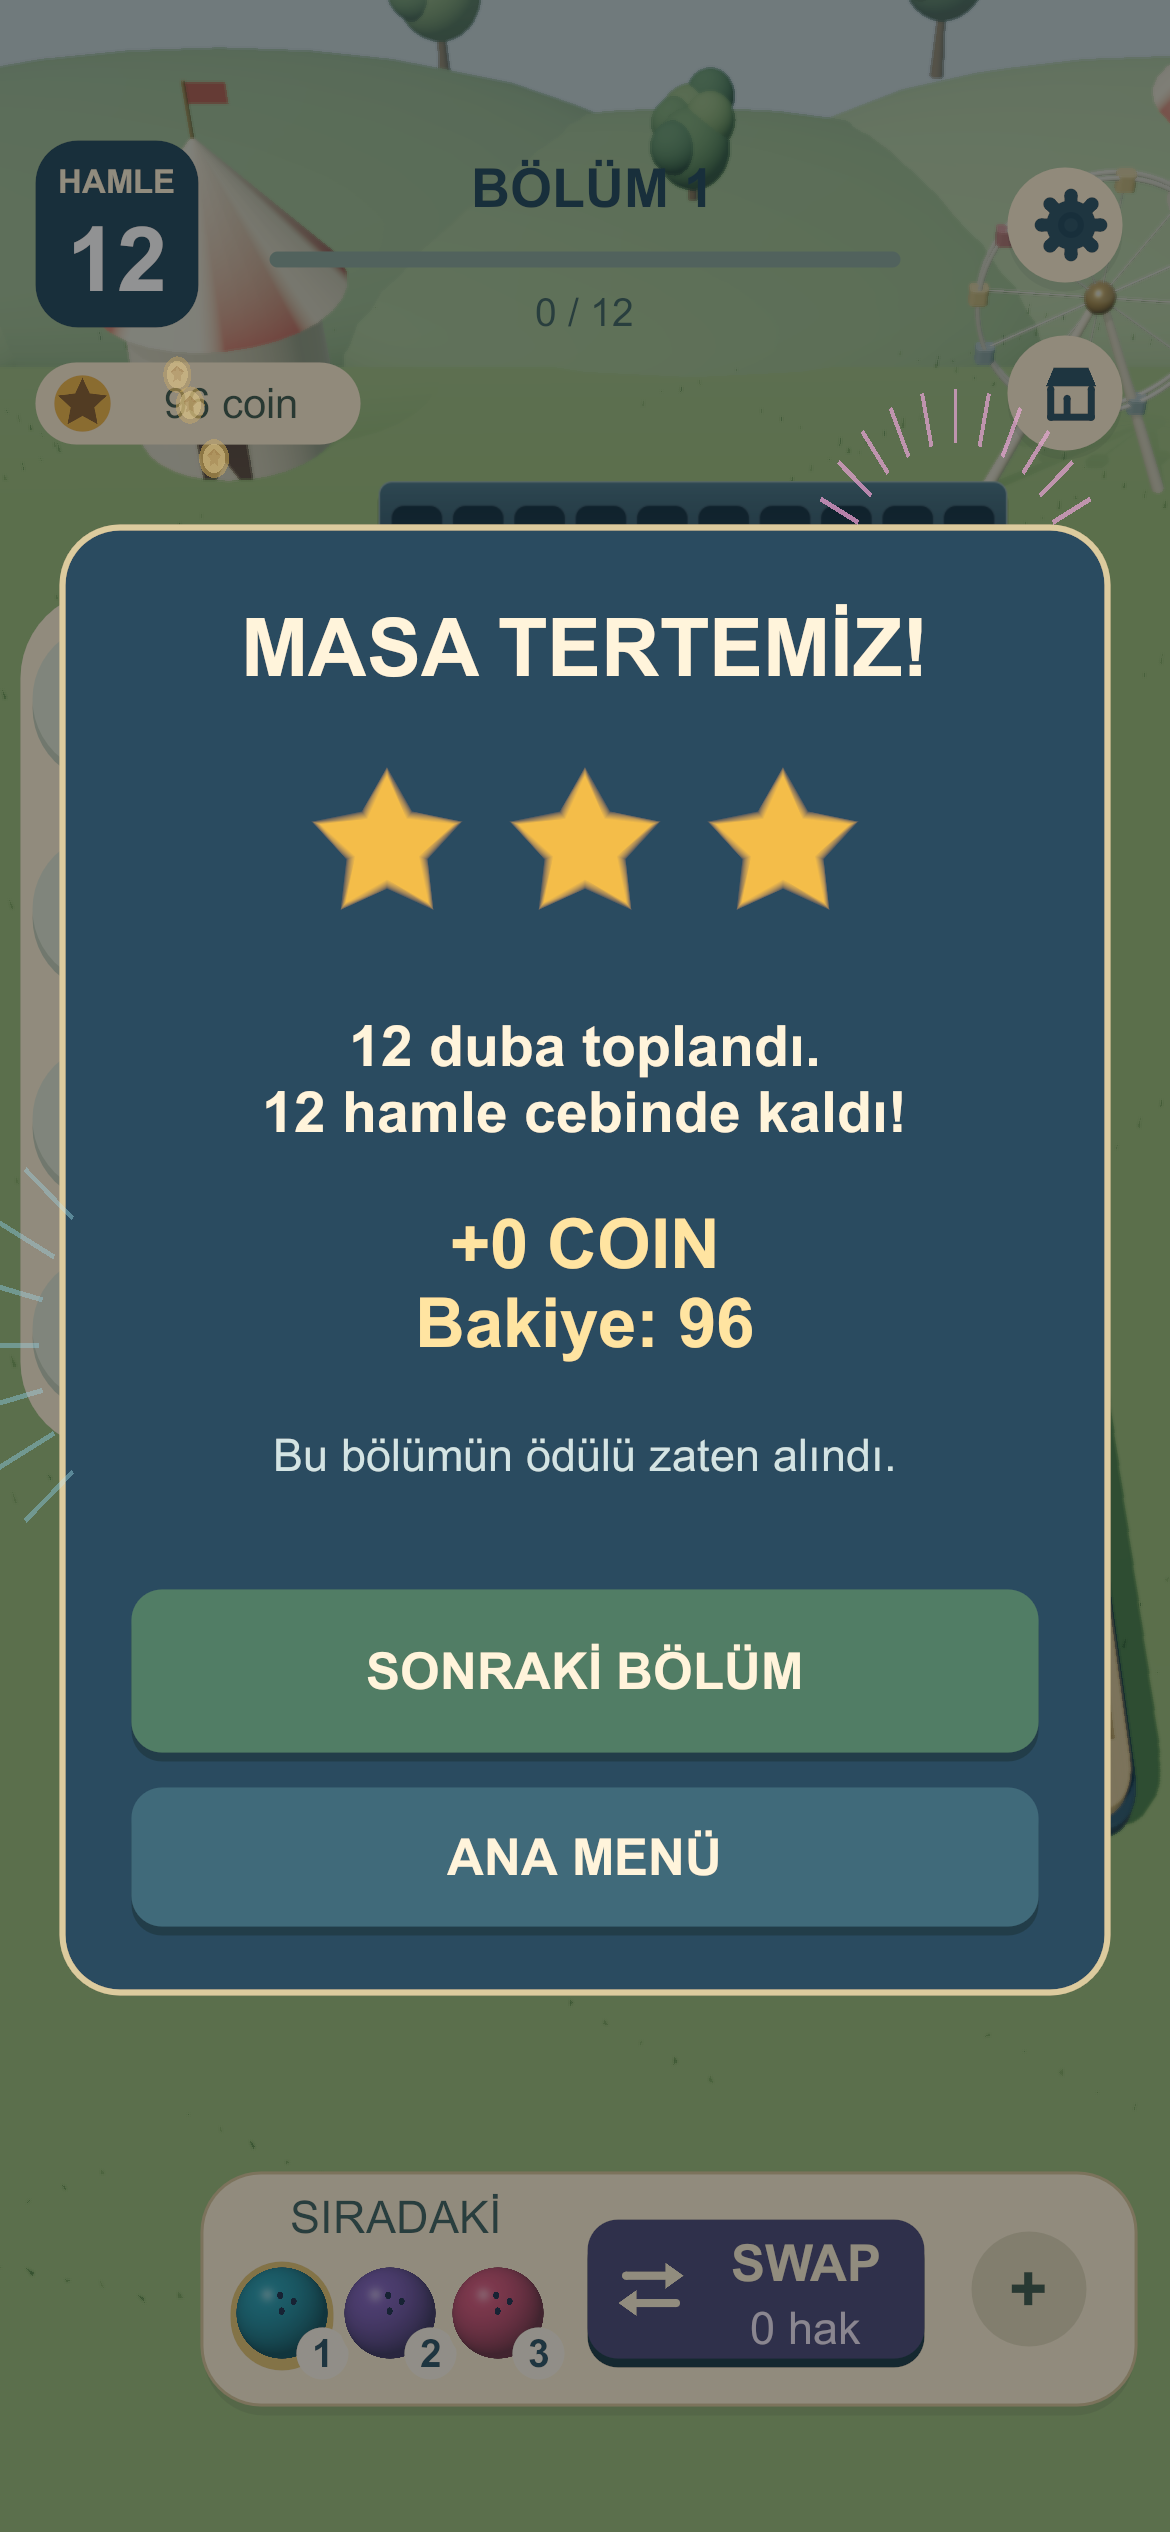 HAMLE
12
BÖLÜM 1
0 / 12
96 coin
MASA TERTEMİZ!
12 duba toplandı.
12 hamle cebinde kaldı!
+0 COIN
Bakiye: 96
Bu bölümün ödülü zaten alındı.
SONRAKİ BÖLÜM
ANA MENÜ
SIRADAKİ
1
2
3
SWAP
0 hak
+